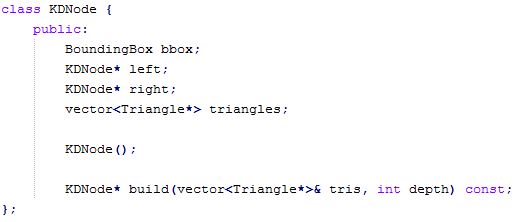 class KDNode {
public:
BoundingBox bbox;
KDNode* left;
KDNode* right;
vector<Triangle*> triangles;
KDNode();
KDNode* build(vector<Triangle*>& tris, int depth) const;
};